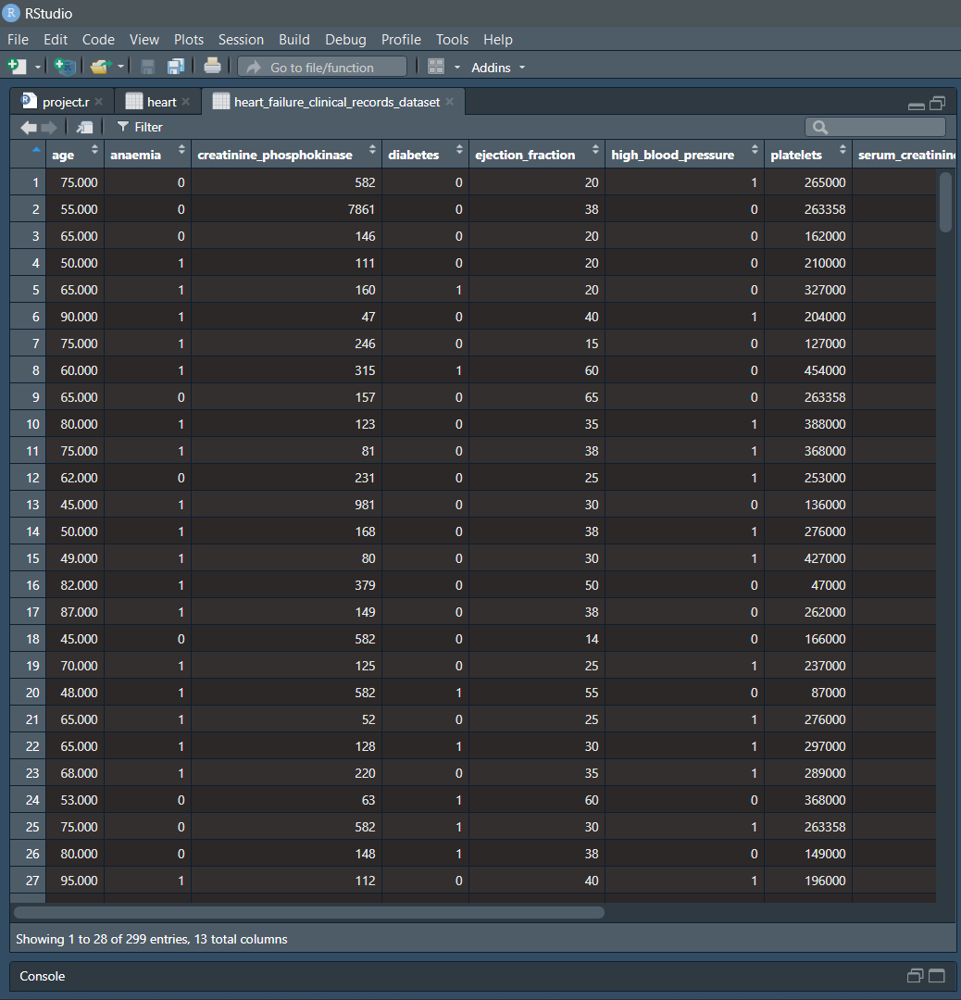 R RStudio
File Edit Code View Plots Session Build Debug Profile Tools Help
Go to file/function Addins
project.r heart heart_failure_clinical_records_dataset
Filter
age anaemia creatinine_phosphokinase diabetes ejection_fraction high_blood_pressure platelets serum_creatinine
1 75.000 0 582 0 20 1 265000
2 55.000 0 7861 0 38 0 263358
3 65.000 0 146 0 20 0 162000
4 50.000 1 111 0 20 0 210000
5 65.000 1 160 1 20 0 327000
6 90.000 1 47 0 40 1 204000
7 75.000 1 246 0 15 0 127000
8 60.000 1 315 1 60 0 454000
9 65.000 0 157 0 65 0 263358
10 80.000 1 123 0 35 1 388000
11 75.000 1 81 0 38 1 368000
12 62.000 0 231 0 25 1 253000
13 45.000 1 981 0 30 0 136000
14 50.000 1 168 0 38 1 276000
15 49.000 1 80 0 30 1 427000
16 82.000 1 379 0 50 0 47000
17 87.000 1 149 0 38 0 262000
18 45.000 0 582 0 14 0 166000
19 70.000 1 125 0 25 1 237000
20 48.000 1 582 1 55 0 87000
21 65.000 1 52 0 25 1 276000
22 65.000 1 128 1 30 1 297000
23 68.000 1 220 0 35 1 289000
24 53.000 0 63 1 60 0 368000
25 75.000 0 582 1 30 1 263358
26 80.000 0 148 1 38 0 149000
27 95.000 1 112 0 40 1 196000
Showing 1 to 28 of 299 entries, 13 total columns
Console